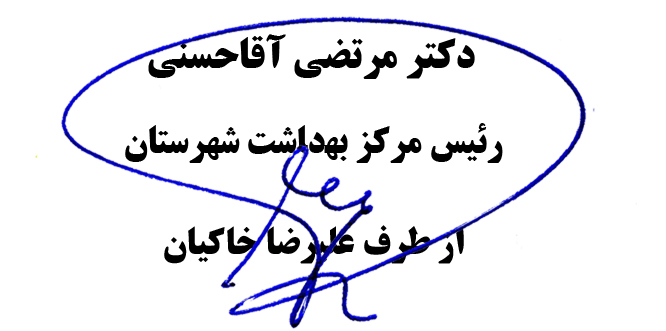 دکتر مرتضی آقاحسنی
رئیس مرکز بهداشت شهرستان
از طرف علیرضا خاکیان